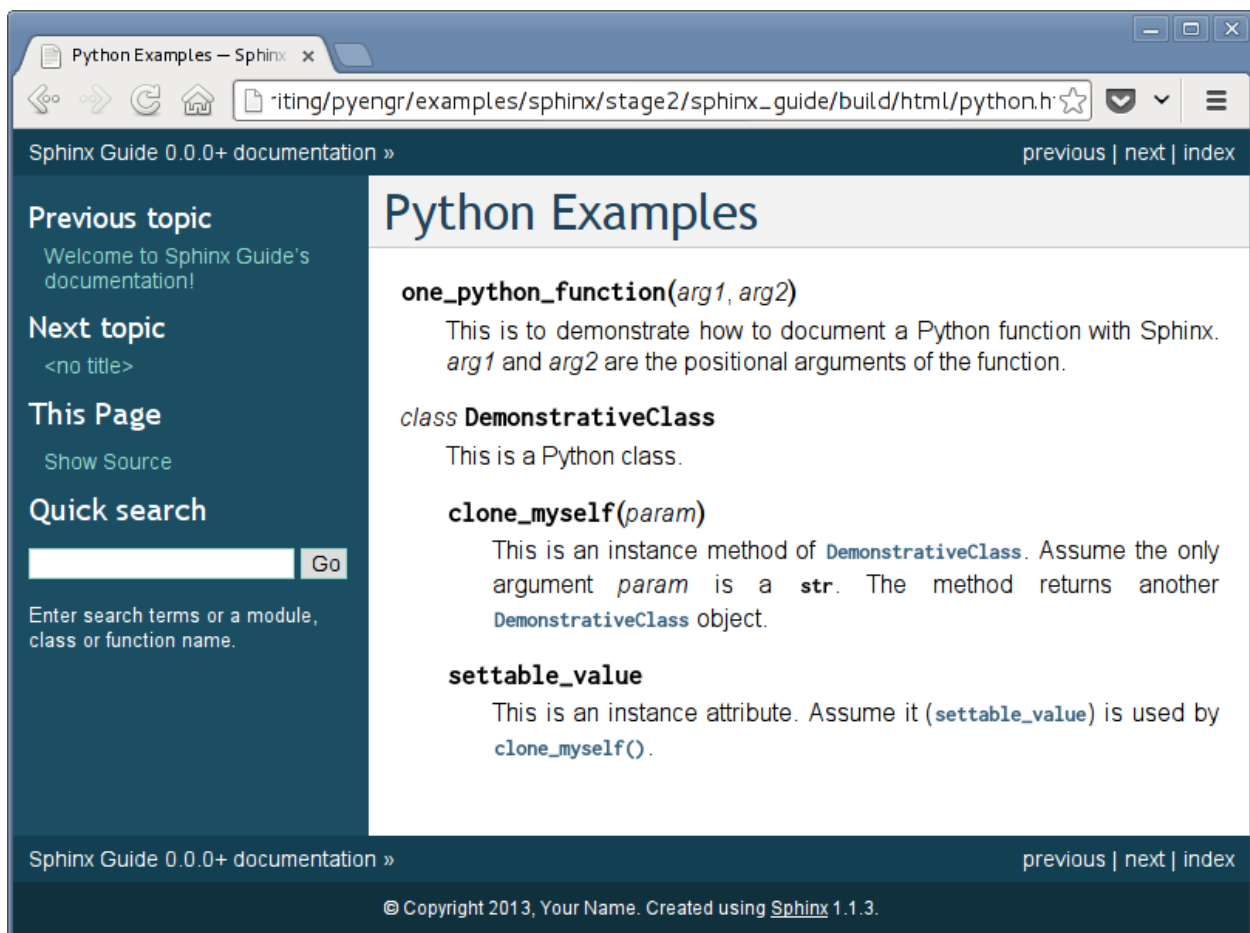 Python Examples — Sphinx
iting/pyengr/examples/sphinx/stage2/sphinx_guide/build/html/python.h
Sphinx Guide 0.0.0+ documentation »
previous | next | index
Previous topic
Welcome to Sphinx Guide's
documentation!
Next topic
<no title>
This Page
Show Source
Quick search
Go
Enter search terms or a module,
class or function name.
Python Examples
one_python_function(arg1, arg2)
This is to demonstrate how to document a Python function with Sphinx.
arg1 and arg2 are the positional arguments of the function.
class DemonstrativeClass
This is a Python class.
clone_myself(param)
This is an instance method of DemonstrativeClass. Assume the only
argument param is a str. The method returns another
DemonstrativeClass object.
settable_value
This is an instance attribute. Assume it (settable_value) is used by
clone_myself().
Sphinx Guide 0.0.0+ documentation »
previous | next | index
© Copyright 2013, Your Name. Created using Sphinx 1.1.3.